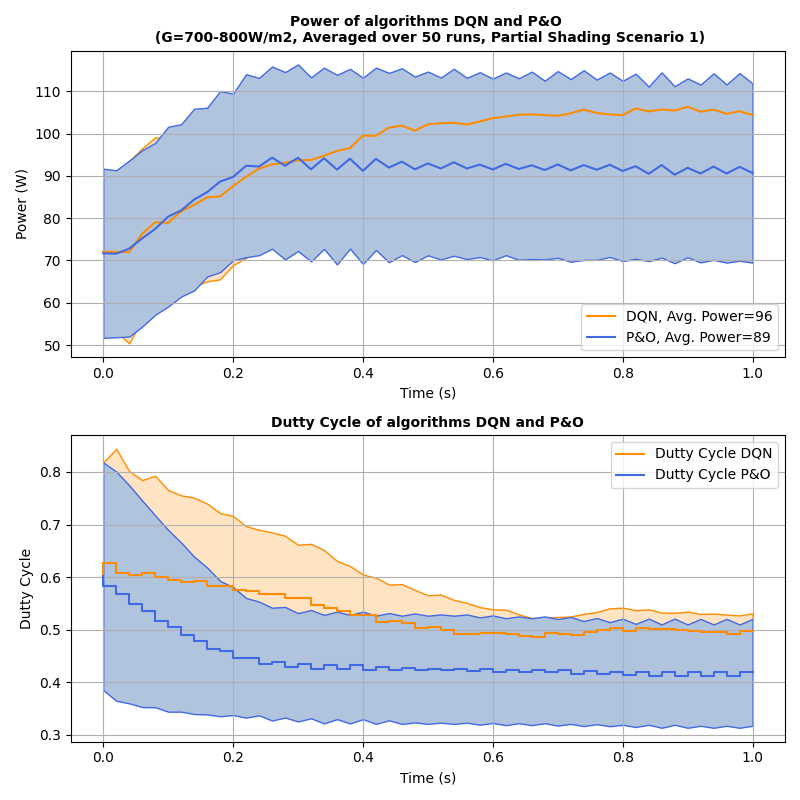 Power of algorithms DQN and P&O
(G=700-800W/m2, Averaged over 50 runs, Partial Shading Scenario 1)
Power (W)
110
100
90
80
70
60
50
DQN, Avg. Power=96
P&O, Avg. Power=89
0.0 0.2 0.4 0.6 0.8 1.0
Time (s)
Dutty Cycle of algorithms DQN and P&O
Dutty Cycle
0.8
0.7
0.6
0.5
0.4
0.3
Dutty Cycle DQN
Dutty Cycle P&O
0.0 0.2 0.4 0.6 0.8 1.0
Time (s)